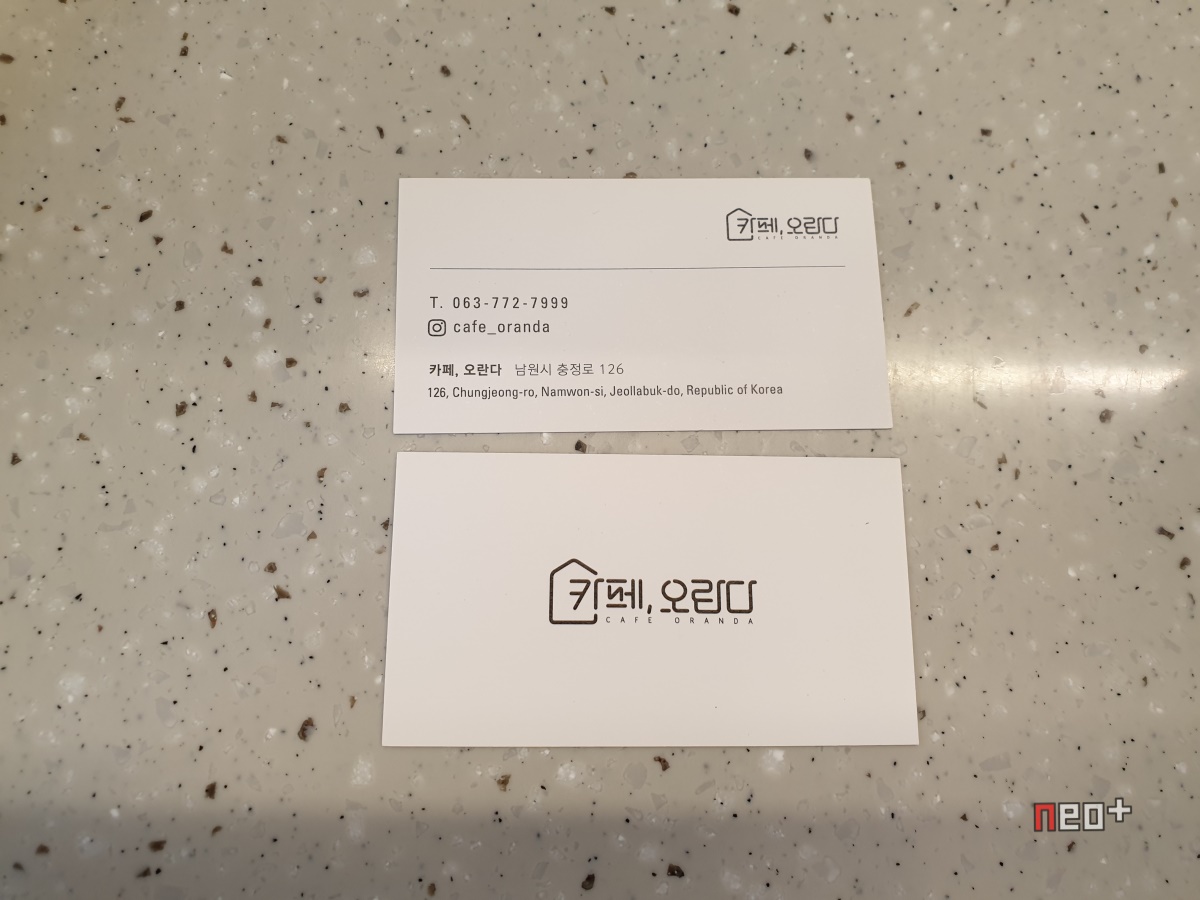 카페, 오란다
CAFE ORANDA
T. 063-772-7999
cafe_oranda
카페, 오란다 남원시 충정로 126
126, Chungjeong-ro, Namwon-si, Jeollabuk-do, Republic of Korea
카페, 오란다
CAFE ORANDA
neo+